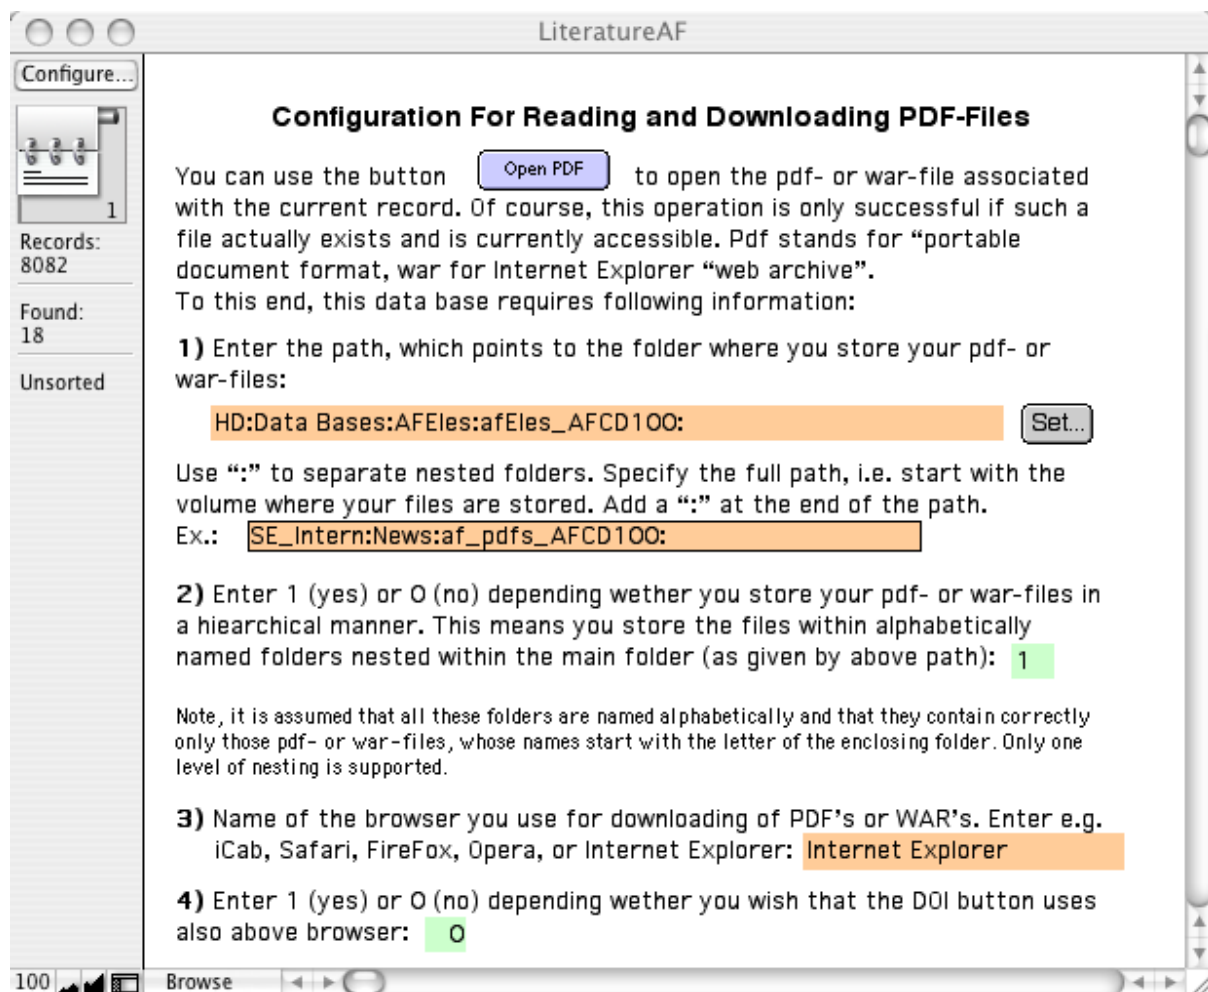 LiteratureAF
Configure...
1
Records:
8082
Found:
18
Unsorted
Configuration For Reading and Downloading PDF-Files
You can use the button Open PDF to open the pdf- or war-file associated
with the current record. Of course, this operation is only successful if such a
file actually exists and is currently accessible. Pdf stands for “portable
document format, war for Internet Explorer “web archive”.
To this end, this data base requires following information:
1) Enter the path, which points to the folder where you store your pdf- or
war-files:
HD:Data Bases:AFEles:afEles_AFCD100: Set...
Use “:” to separate nested folders. Specify the full path, i.e. start with the
volume where your files are stored. Add a “:” at the end of the path.
Ex.: SE_Intern:News:af_pdfs_AFCD100:
2) Enter 1 (yes) or 0 (no) depending wether you store your pdf- or war-files in
a hiearchical manner. This means you store the files within alphabetically
named folders nested within the main folder (as given by above path): 1
Note, it is assumed that all these folders are named alphabetically and that they contain correctly
only those pdf- or war-files, whose names start with the letter of the enclosing folder. Only one
level of nesting is supported.
3) Name of the browser you use for downloading of PDF's or WAR's. Enter e.g.
iCab, Safari, FireFox, Opera, or Internet Explorer: Internet Explorer
4) Enter 1 (yes) or 0 (no) depending wether you wish that the DOI button uses
also above browser: 0
100 Browse